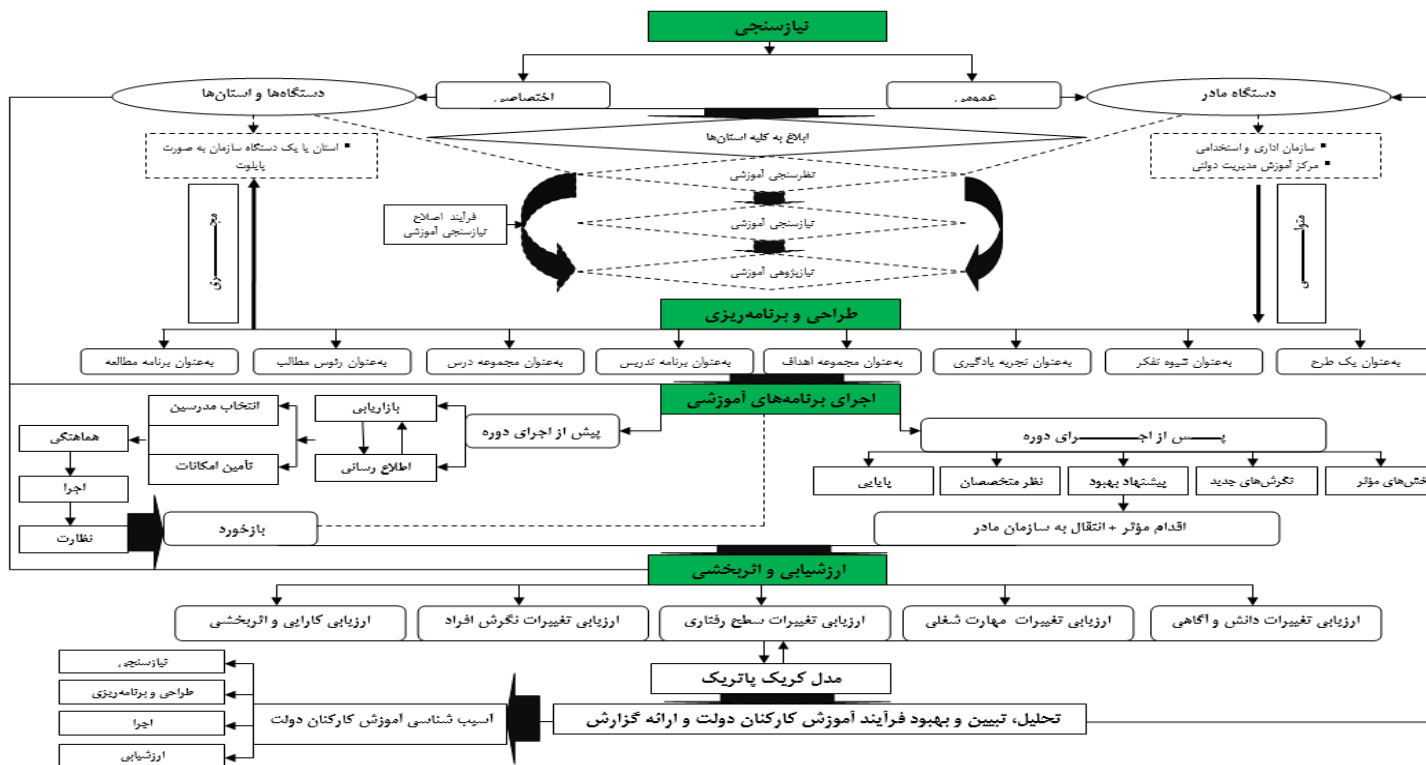 نیازسنجی
عمومی
اختصاصی
دستگاه مادر
دستگاه‌ها و استان‌ها
ابلاغ به کلیه استان‌ها
▪ سازمان اداری و استخدامی
▪ مرکز آموزش مدیریت دولتی
▪ استان یا یک دستگاه سازمان به صورت
پایلوت
نظرسنجی آموزشی
نیازسنجی آموزشی
نیازپژوهی آموزشی
فرآیند اصلاح
نیازسنجی آموزشی
متولـــــی
مجـــــری
طراحی و برنامه‌ریزی
به‌عنوان یک طرح
به‌عنوان شیوه تفکر
به‌عنوان تجربه یادگیری
به‌عنوان مجموعه اهداف
به‌عنوان برنامه تدریس
به‌عنوان مجموعه درس
به‌عنوان رئوس مطالب
به‌عنوان برنامه مطالعه
اجرای برنامه‌های آموزشی
پـــس از اجــــــرای دوره
پیش از اجرای دوره
بازاریابی
اطلاع رسانی
انتخاب مدرسین
تأمین امکانات
هماهنگی
اجرا
نظارت
بازخورد
مؤثر
نگرش‌های جدید
پیشنهاد بهبود
نظر متخصصان
پایایی
اقدام مؤثر + انتقال به سازمان مادر
ارزشیابی و اثربخشی
ارزیابی تغییرات دانش و آگاهی
ارزیابی تغییرات مهارت شغلی
ارزیابی تغییرات سطح رفتاری
ارزیابی تغییرات نگرش افراد
ارزیابی کارایی و اثربخشی
مدل کریک پاتریک
تحلیل، تبیین و بهبود فرآیند آموزش کارکنان دولت و ارائه گزارش
آسیب شناسی آموزش کارکنان دولت
نیازسنجی
طراحی و برنامه‌ریزی
اجرا
ارزشیابی